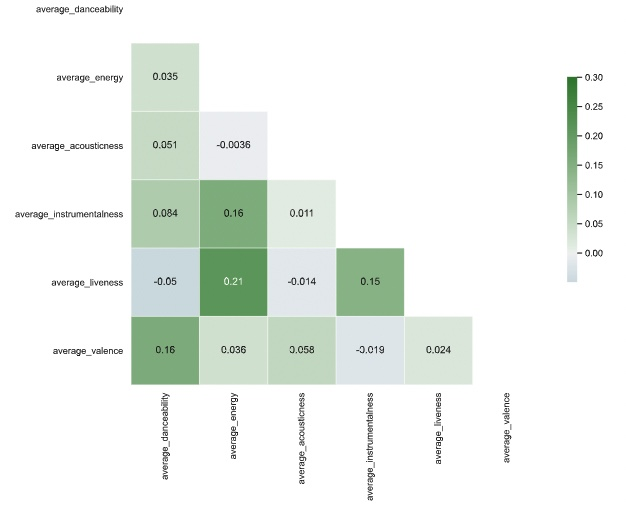 average_danceability
average_energy 0.035
average_acousticness 0.051 -0.0036
average_instrumentalness 0.084 0.16 0.011
average_liveness -0.05 0.21 -0.014 0.15
average_valence 0.16 0.036 0.058 -0.019 0.024
average_danceability
average_energy
average_acousticness
average_instrumentalness
average_liveness
average_valence
0.30
0.25
0.20
0.15
0.10
0.05
0.00